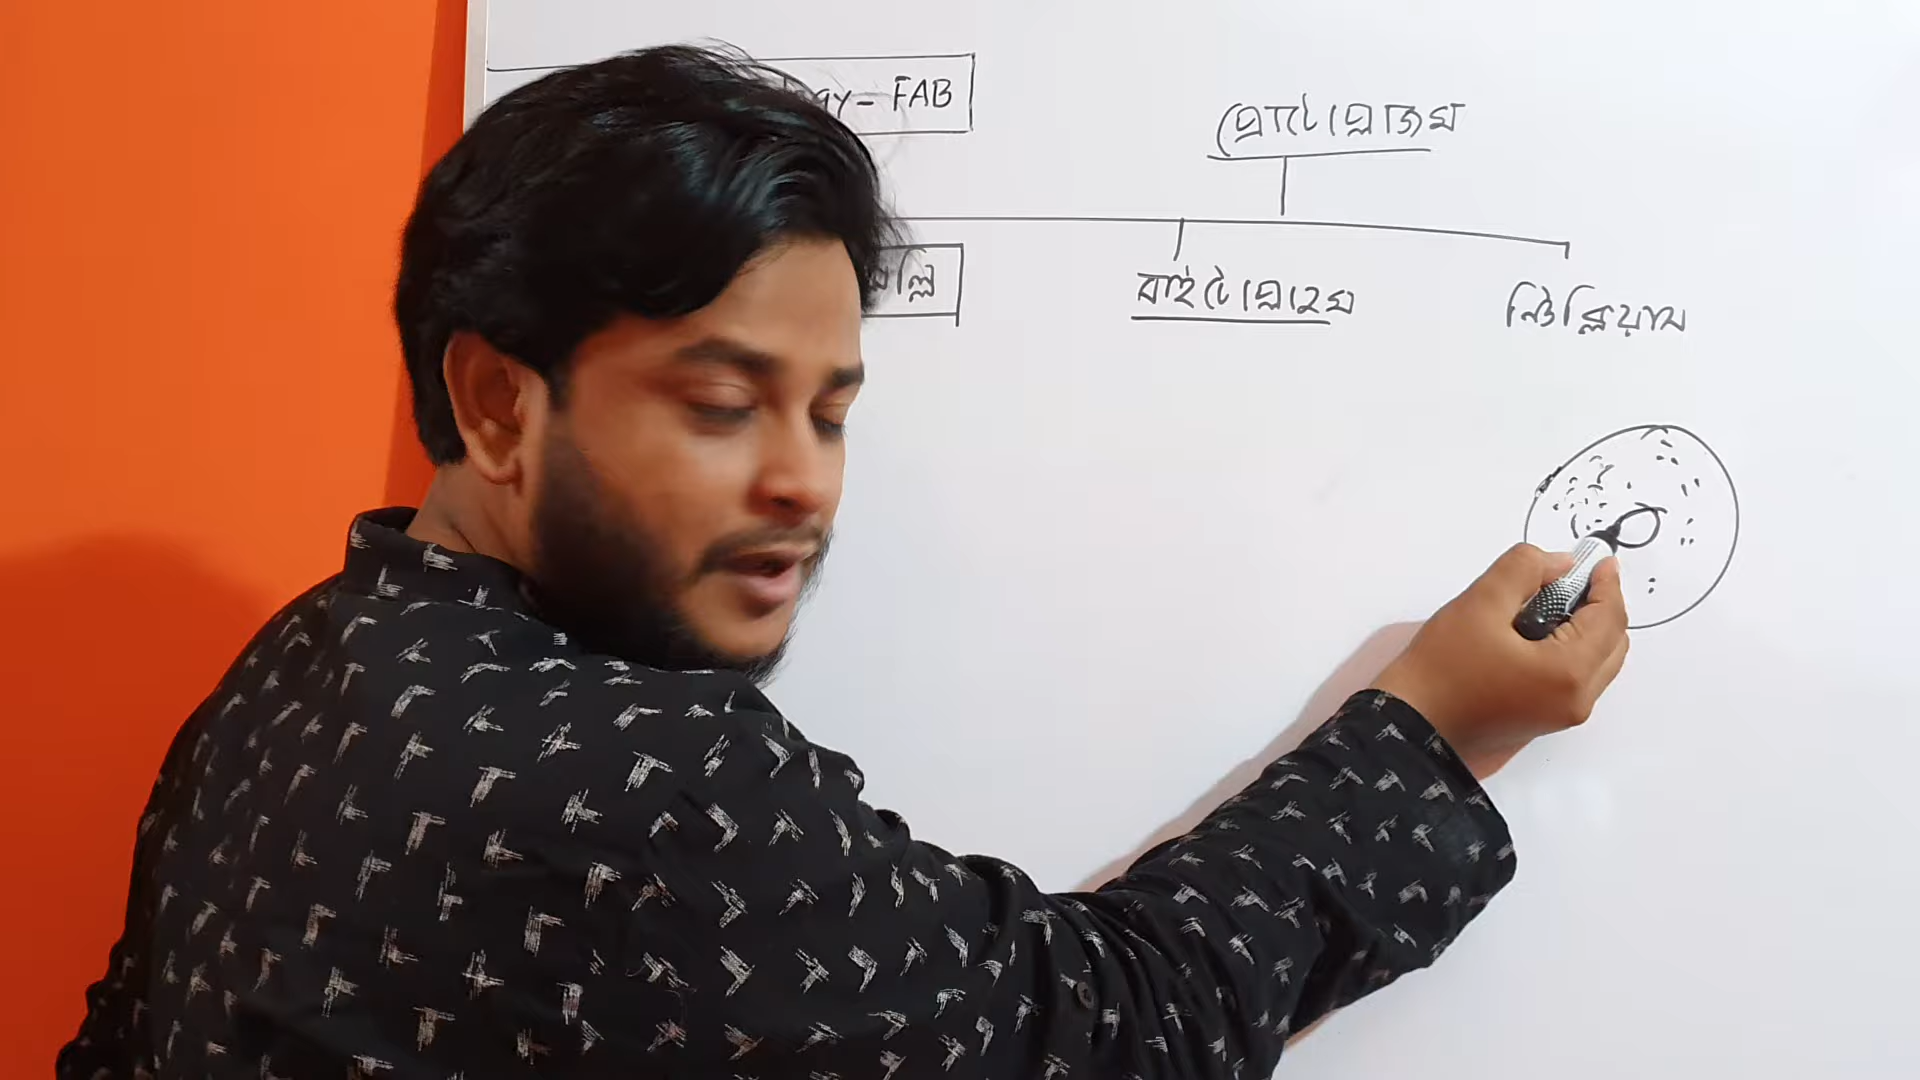 gy - FAB
প্রোটোপ্লাজম
ঝিল্লি
সাইটোপ্লাজম
নিউক্লিয়াস